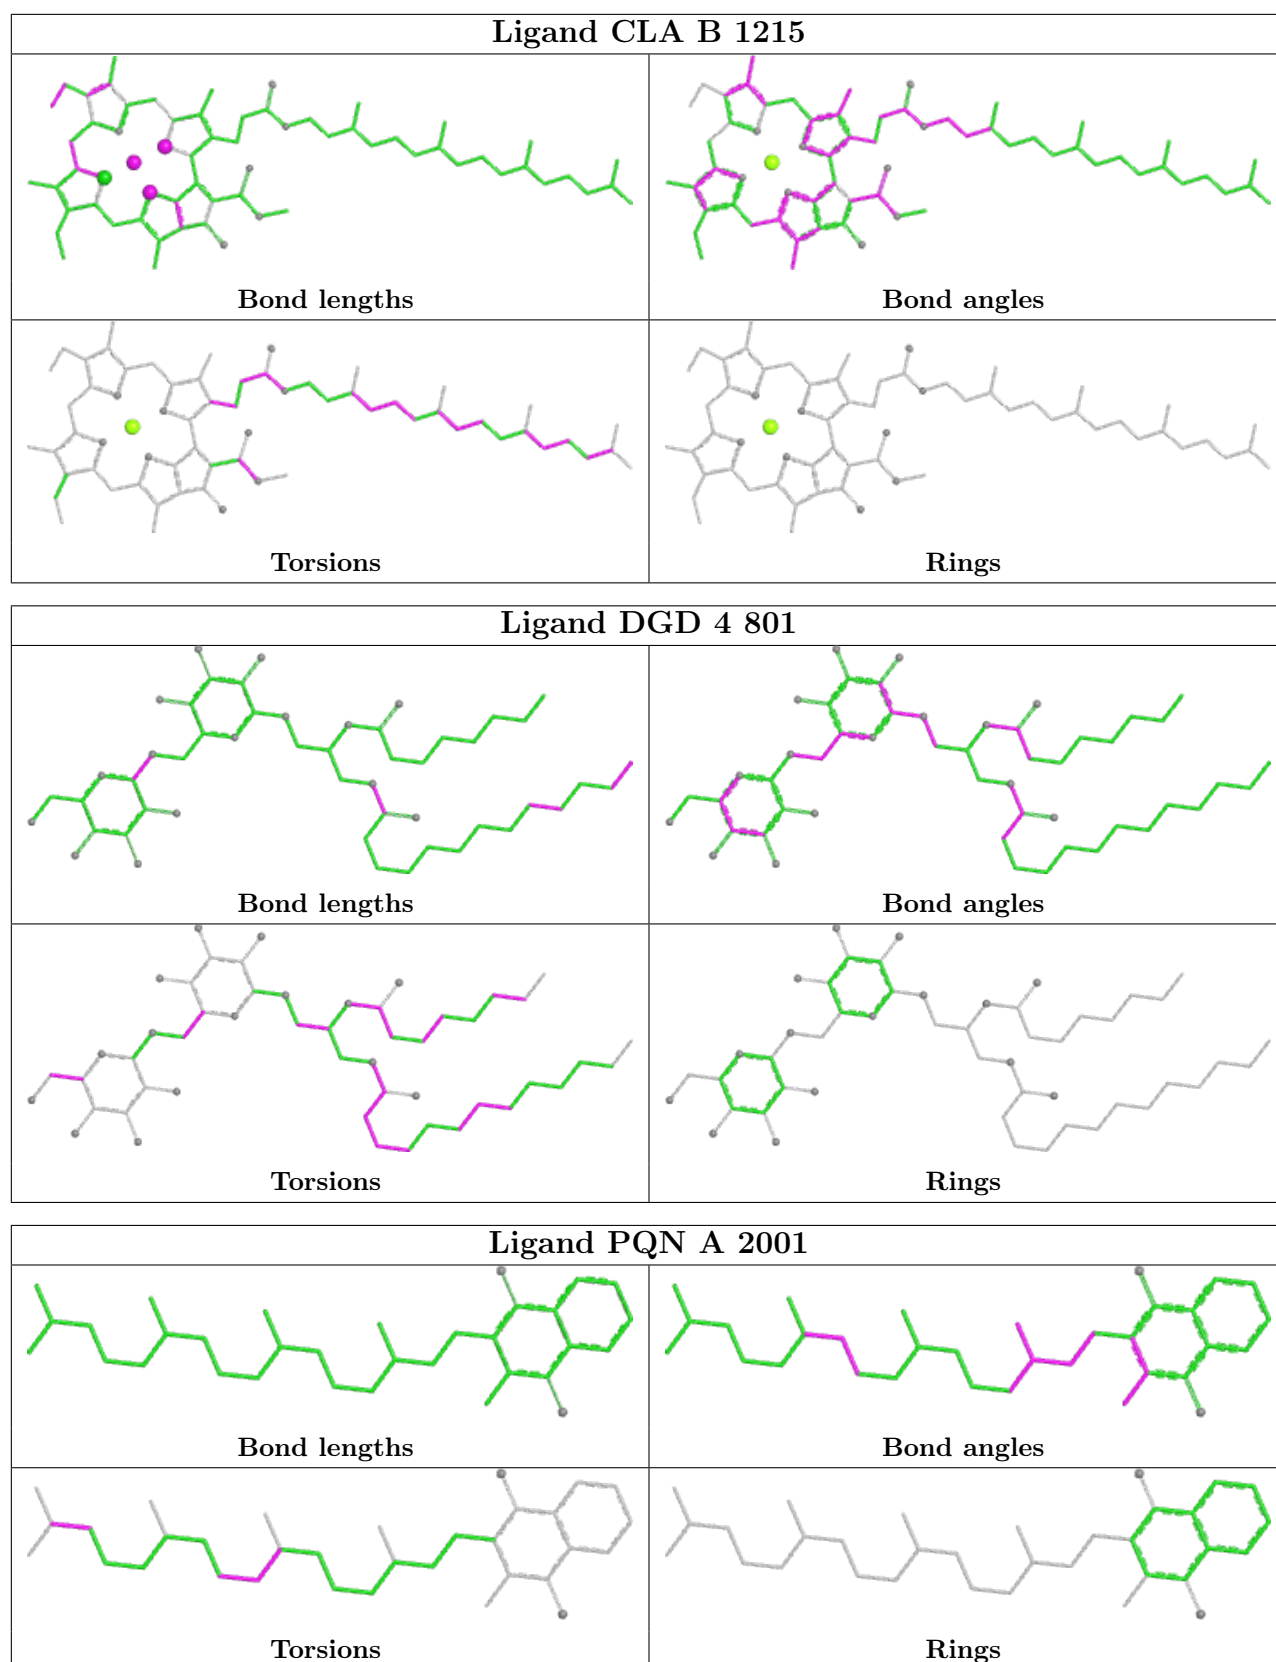 Ligand CLA B 1215
Bond lengths
Bond angles
Torsions
Rings
Ligand DGD 4 801
Bond lengths
Bond angles
Torsions
Rings
Ligand PQN A 2001
Bond lengths
Bond angles
Torsions
Rings